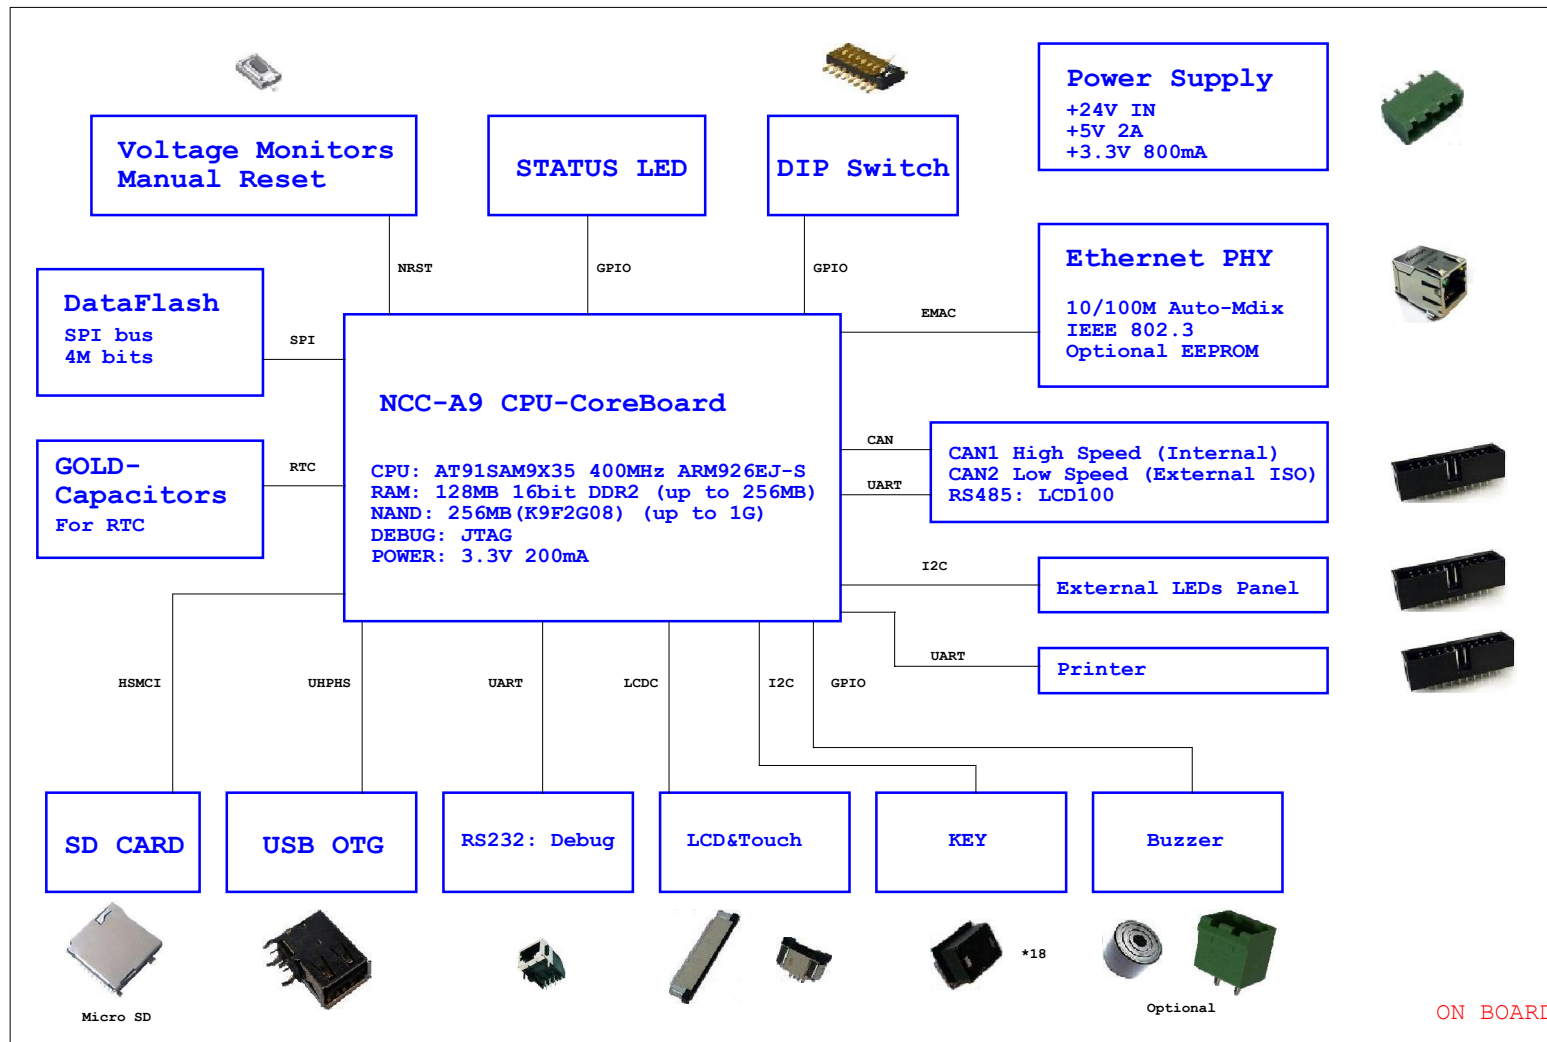 Power Supply
+24V IN
+5V 2A
+3.3V 800mA
Voltage Monitors
Manual Reset
STATUS LED
DIP Switch
NRST
GPIO
GPIO
Ethernet PHY
10/100M Auto-Mdix
IEEE 802.3
Optional EEPROM
EMAC
DataFlash
SPI bus
4M bits
SPI
NCC-A9 CPU-CoreBoard
CPU: AT91SAM9X35 400MHz ARM926EJ-S
RAM: 128MB 16bit DDR2 (up to 256MB)
NAND: 256MB(K9F2G08) (up to 1G)
DEBUG: JTAG
POWER: 3.3V 200mA
GOLD-
Capacitors
For RTC
RTC
CAN
UART
CAN1 High Speed (Internal)
CAN2 Low Speed (External ISO)
RS485: LCD100
I2C
External LEDs Panel
UART
Printer
HSMCI
UHPHS
UART
LCDC
I2C
GPIO
SD CARD
USB OTG
RS232: Debug
LCD&Touch
KEY
Buzzer
*18
Micro SD
Optional
ON BOARD